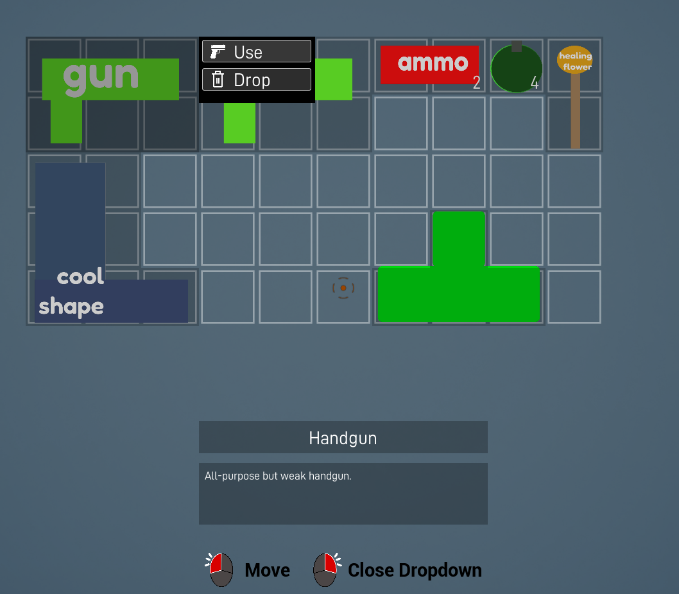 gun
Use
Drop
ammo
2
4
healing
flower
cool
shape
Handgun
All-purpose but weak handgun.
Move
Close Dropdown